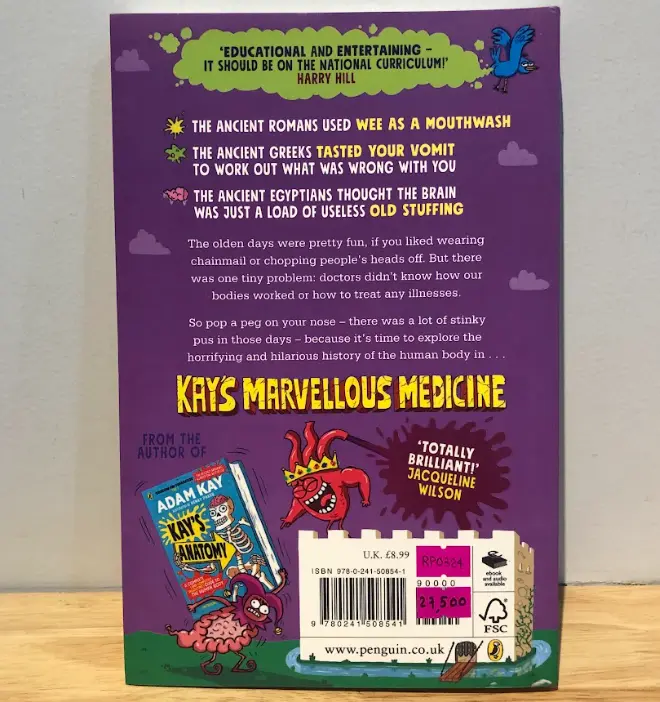 'EDUCATIONAL AND ENTERTAINING –
IT SHOULD BE ON THE NATIONAL CURRICULUM!'
HARRY HILL
THE ANCIENT ROMANS USED WEE AS A MOUTHWASH
THE ANCIENT GREEKS TASTED YOUR VOMIT
TO WORK OUT WHAT WAS WRONG WITH YOU
THE ANCIENT EGYPTIANS THOUGHT THE BRAIN
WAS JUST A LOAD OF USELESS OLD STUFFING
The olden days were pretty fun, if you liked wearing
chainmail or chopping people's heads off. But there
was one tiny problem: doctors didn't know how our
bodies worked or how to treat any illnesses.
So pop a peg on your nose – there was a lot of stinky
pus in those days – because it's time to explore the
horrifying and hilarious history of the human body in . . .
KAY'S MARVELLOUS MEDICINE
FROM THE
AUTHOR OF
ADAM KAY
KAY'S
ANATOMY
'TOTALLY
BRILLIANT!'
JACQUELINE
WILSON
U.K. £8.99
ISBN 978-0-241-50854-1
90000
9 780241 508541
RP0384
27,500
ebook
and audio
available
FSC
www.penguin.co.uk